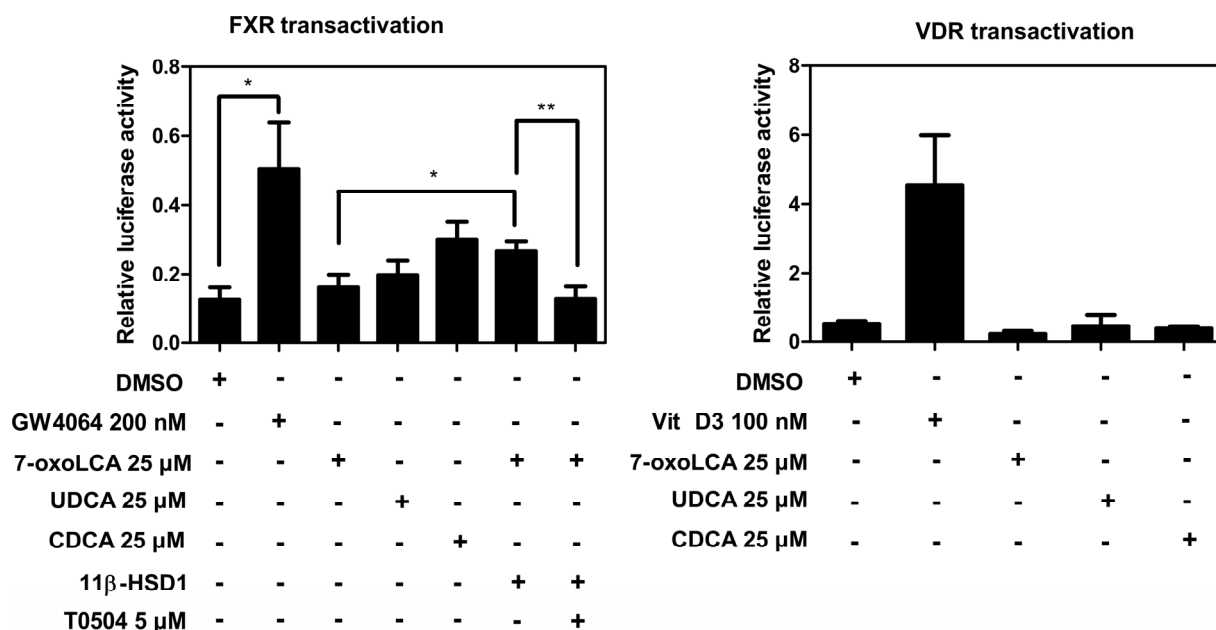 FXR transactivation
Relative luciferase activity
0.8
0.6
0.4
0.2
0.0
* * **
DMSO + - - - - - -
GW4064 200 nM - + - - - - -
7-oxoLCA 25 µM - - + - - + +
UDCA 25 µM - - - + - - -
CDCA 25 µM - - - - + - -
11β-HSD1 - - - - - + +
T0504 5 µM - - - - - - +
VDR transactivation
Relative luciferase activity
8
6
4
2
0
DMSO + - - - -
Vit D3 100 nM - + - - -
7-oxoLCA 25 µM - - + - -
UDCA 25 µM - - - + -
CDCA 25 µM - - - - +